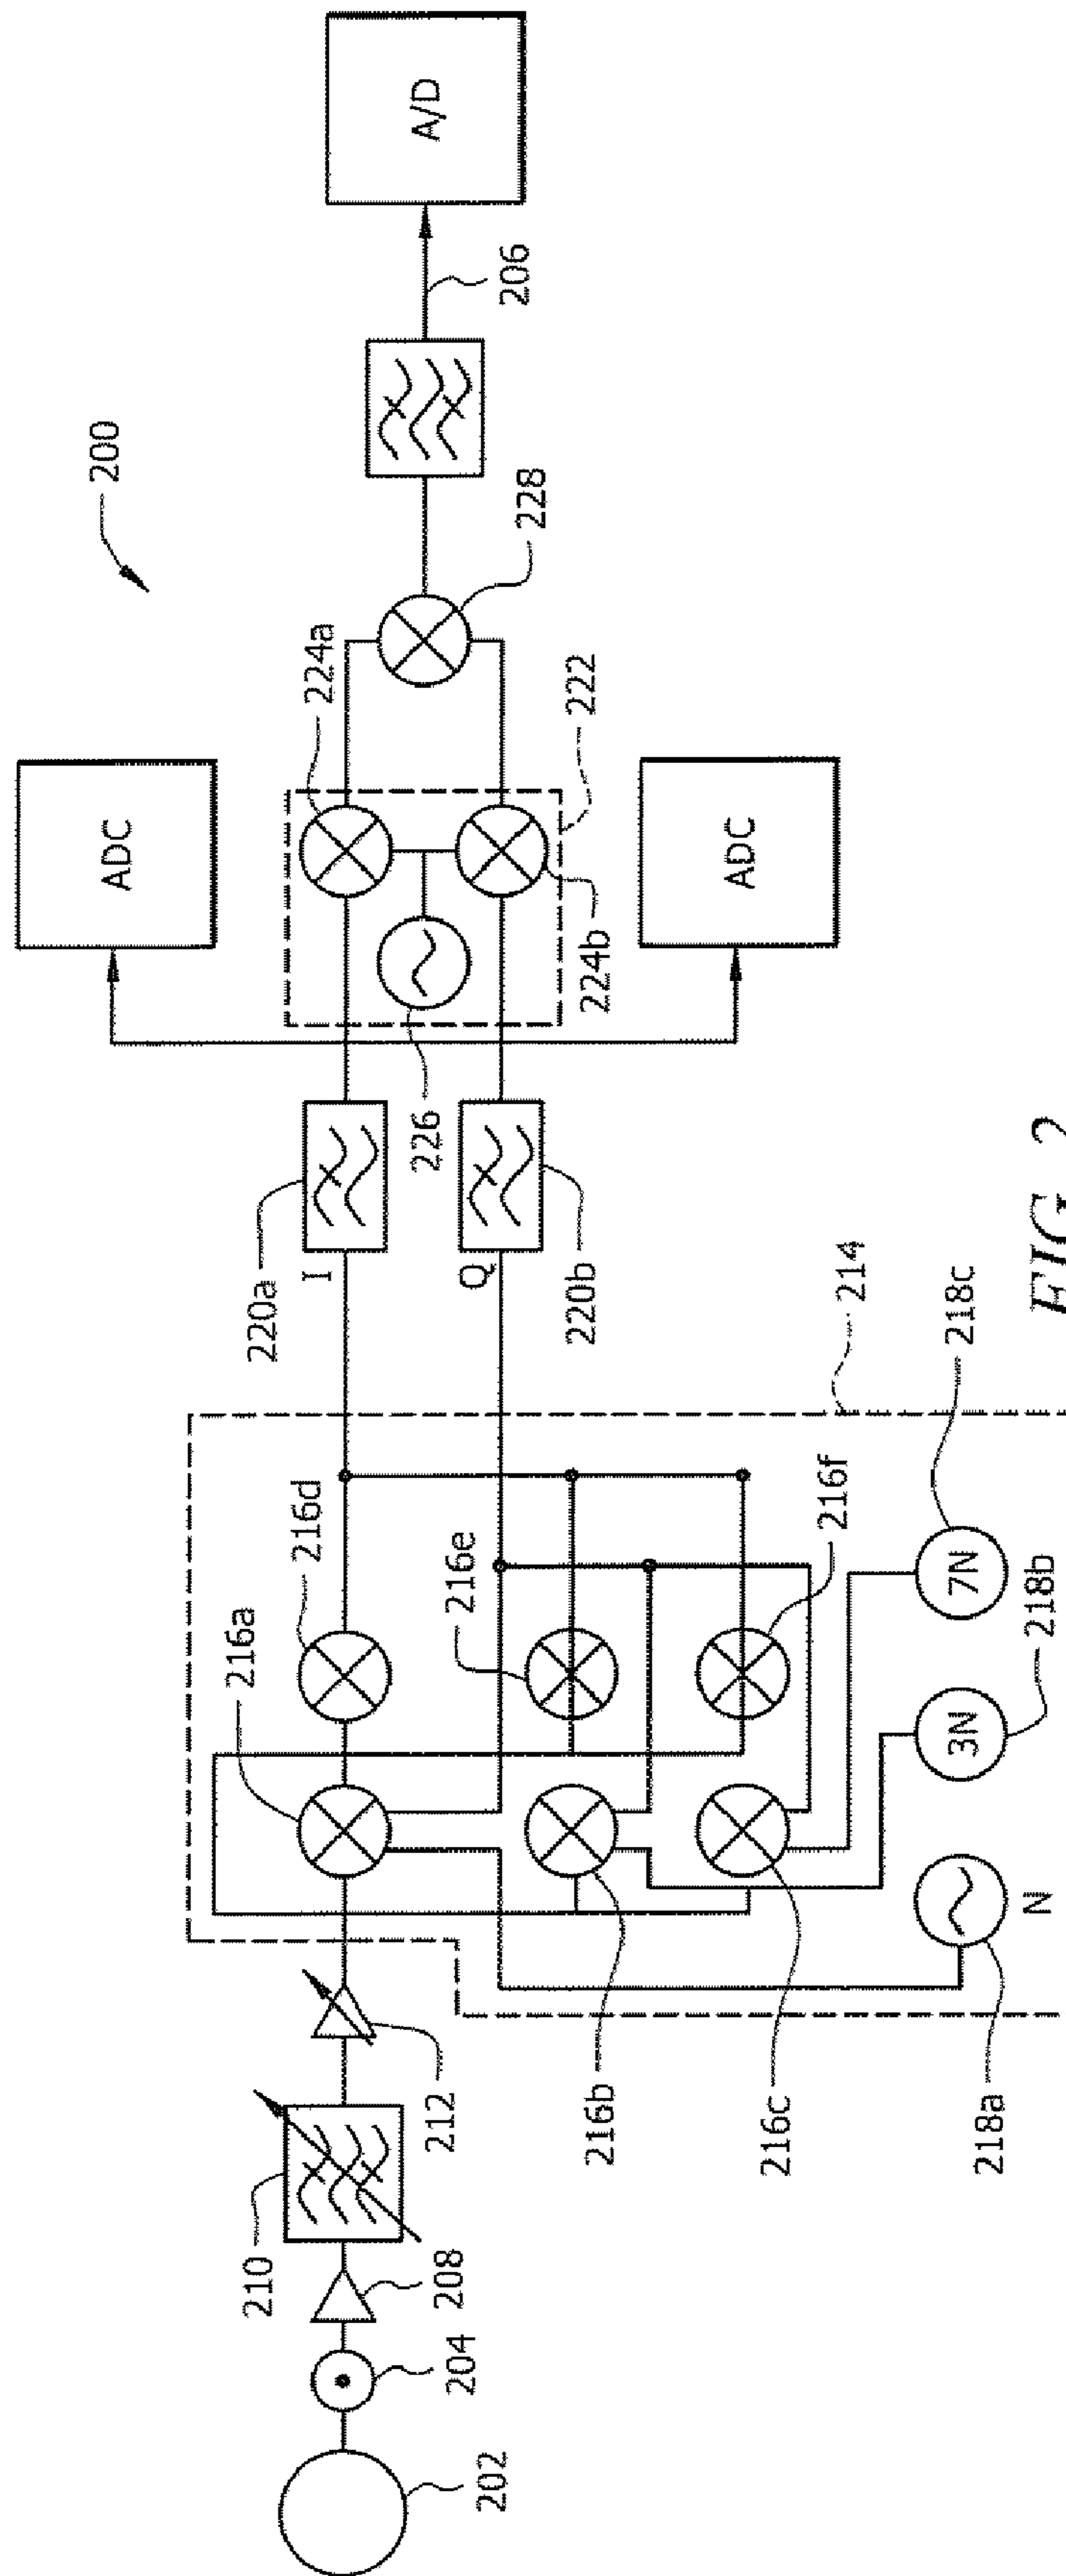 200
ADC
A/D
206
228
224a
222
ADC
224b
226
220a
I
Q
220b
214
216d
216a
216e
216f
218c
7N
218b
3N
N
218a
216c
216b
212
210
208
204
202
FIG. 2